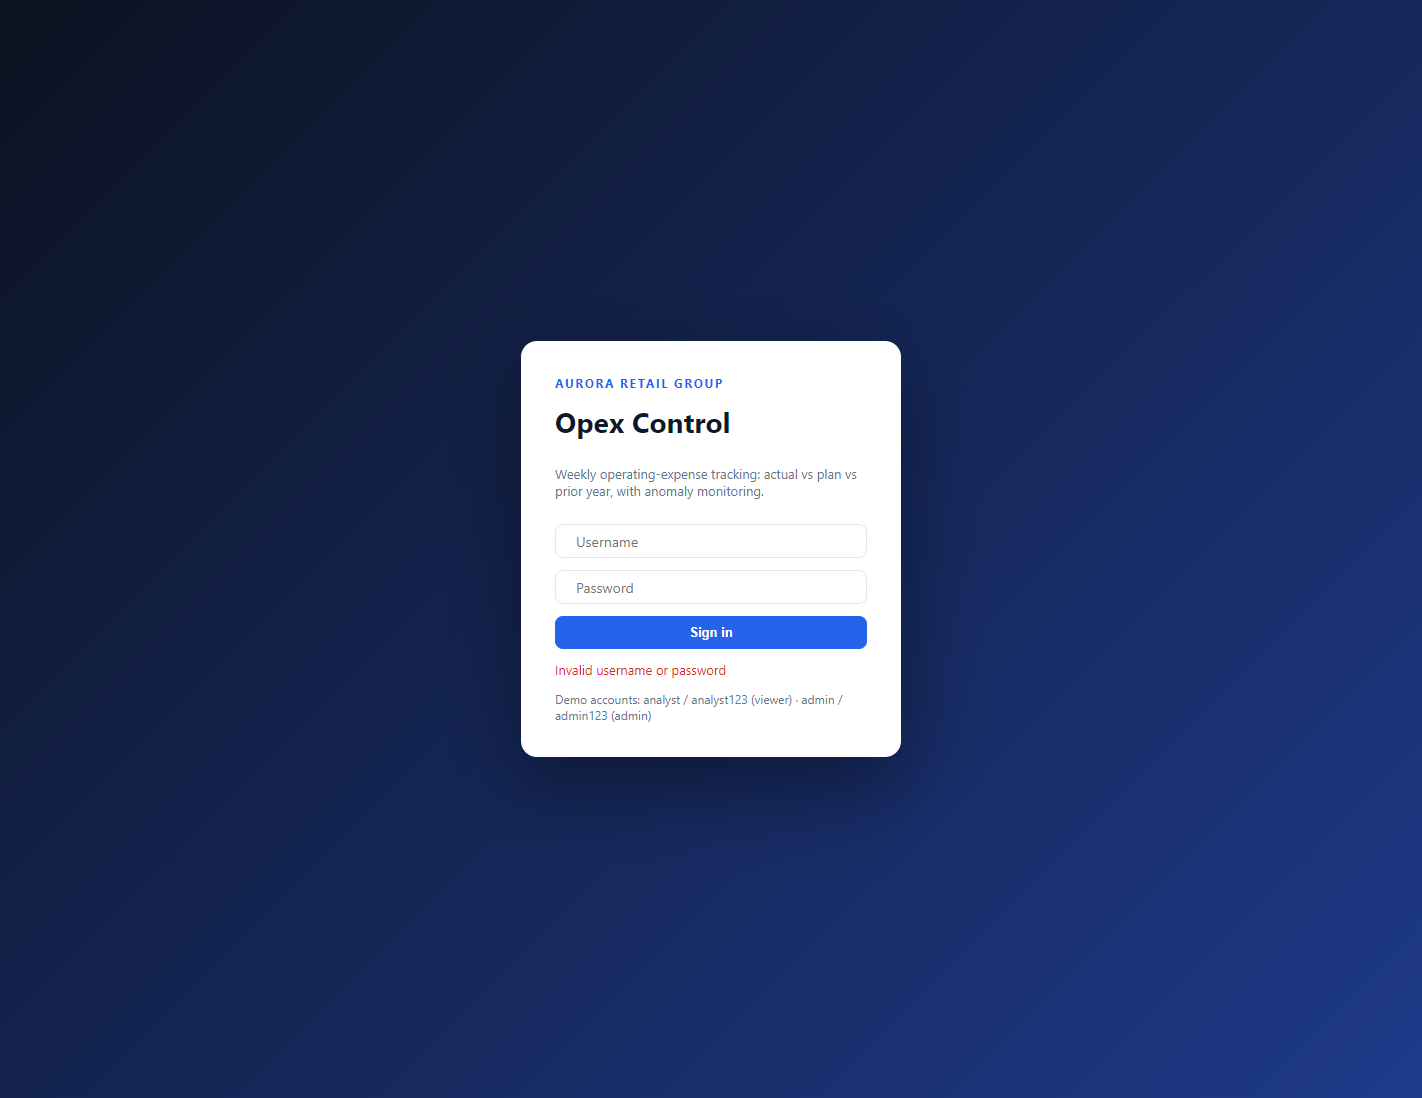 AURORA RETAIL GROUP
Opex Control
Weekly operating-expense tracking: actual vs plan vs
prior year, with anomaly monitoring.
Username
Password
Sign in
Invalid username or password
Demo accounts: analyst / analyst123 (viewer) · admin /
admin123 (admin)